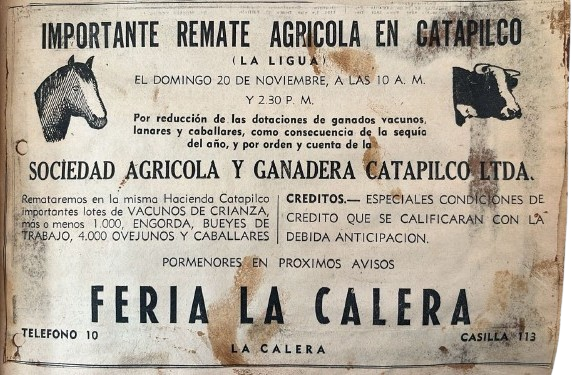 IMPORTANTE REMATE AGRICOLA EN CATAPILCO
(LA LIGUA)
EL DOMINGO 20 DE NOVIEMBRE, A LAS 10 A. M.
Y 2.30 P. M.
Por reducción de las dotaciones de ganados vacunos,
lanares y caballares, como consecuencia de la sequía
del año, y por orden y cuenta de la
SOCIEDAD AGRICOLA Y GANADERA CATAPILCO LTDA.
Remataremos en la misma Hacienda Catapilco
importantes lotes de VACUNOS DE CRIANZA,
más o menos 1.000, ENGORDA, BUEYES DE
TRABAJO, 4.000 OVEJUNOS Y CABALLARES
CREDITOS.— ESPECIALES CONDICIONES DE
CREDITO QUE SE CALIFICARAN CON LA
DEBIDA ANTICIPACION.
PORMENORES EN PROXIMOS AVISOS
FERIA LA CALERA
TELEFONO 10
CASILLA 113
LA CALERA